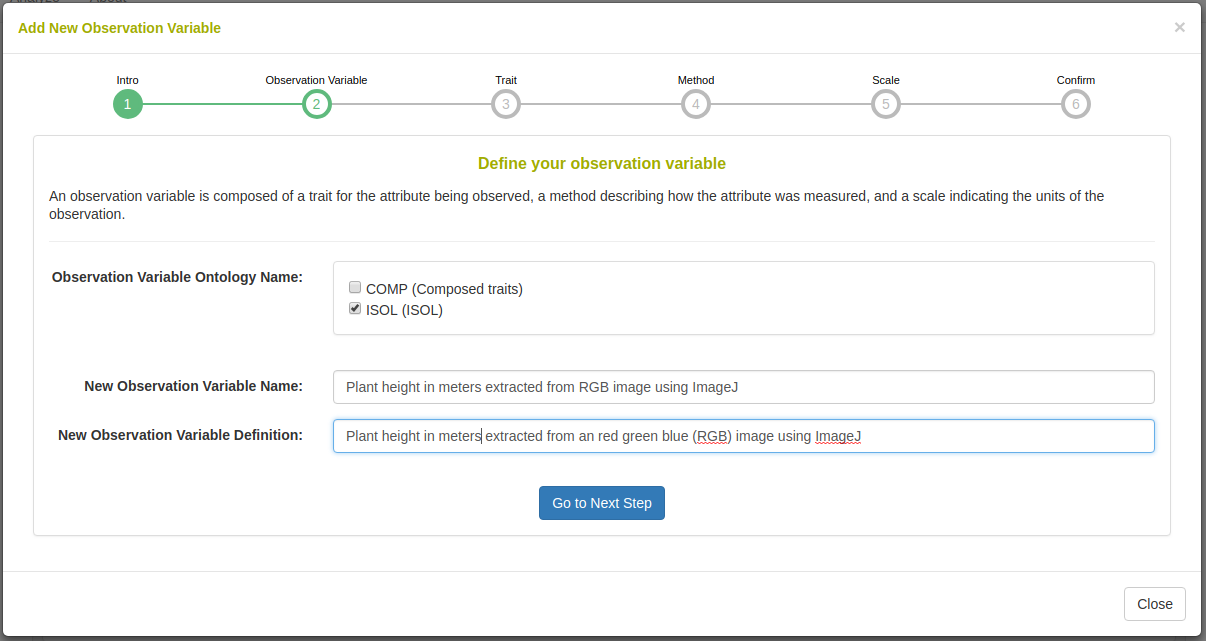 Add New Observation Variable
×
Intro
Observation Variable
Trait
Method
Scale
Confirm
1
2
3
4
5
6
Define your observation variable
An observation variable is composed of a trait for the attribute being observed, a method describing how the attribute was measured, and a scale indicating the units of the
observation.
Observation Variable Ontology Name:
COMP (Composed traits)
ISOL (ISOL)
New Observation Variable Name:
Plant height in meters extracted from RGB image using ImageJ
New Observation Variable Definition:
Plant height in meters extracted from an red green blue (RGB) image using ImageJ
Go to Next Step
Close